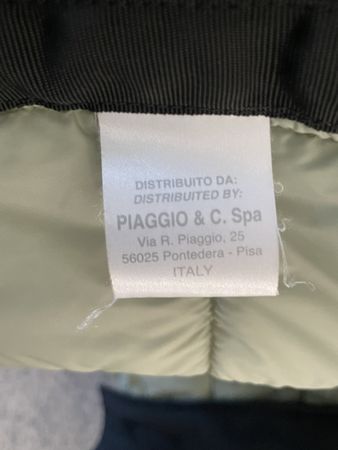 DISTRIBUITO DA:
DISTRIBUTED BY:
PIAGGIO & C. Spa
Via R. Piaggio, 25
56025 Pontedera - Pisa
ITALY